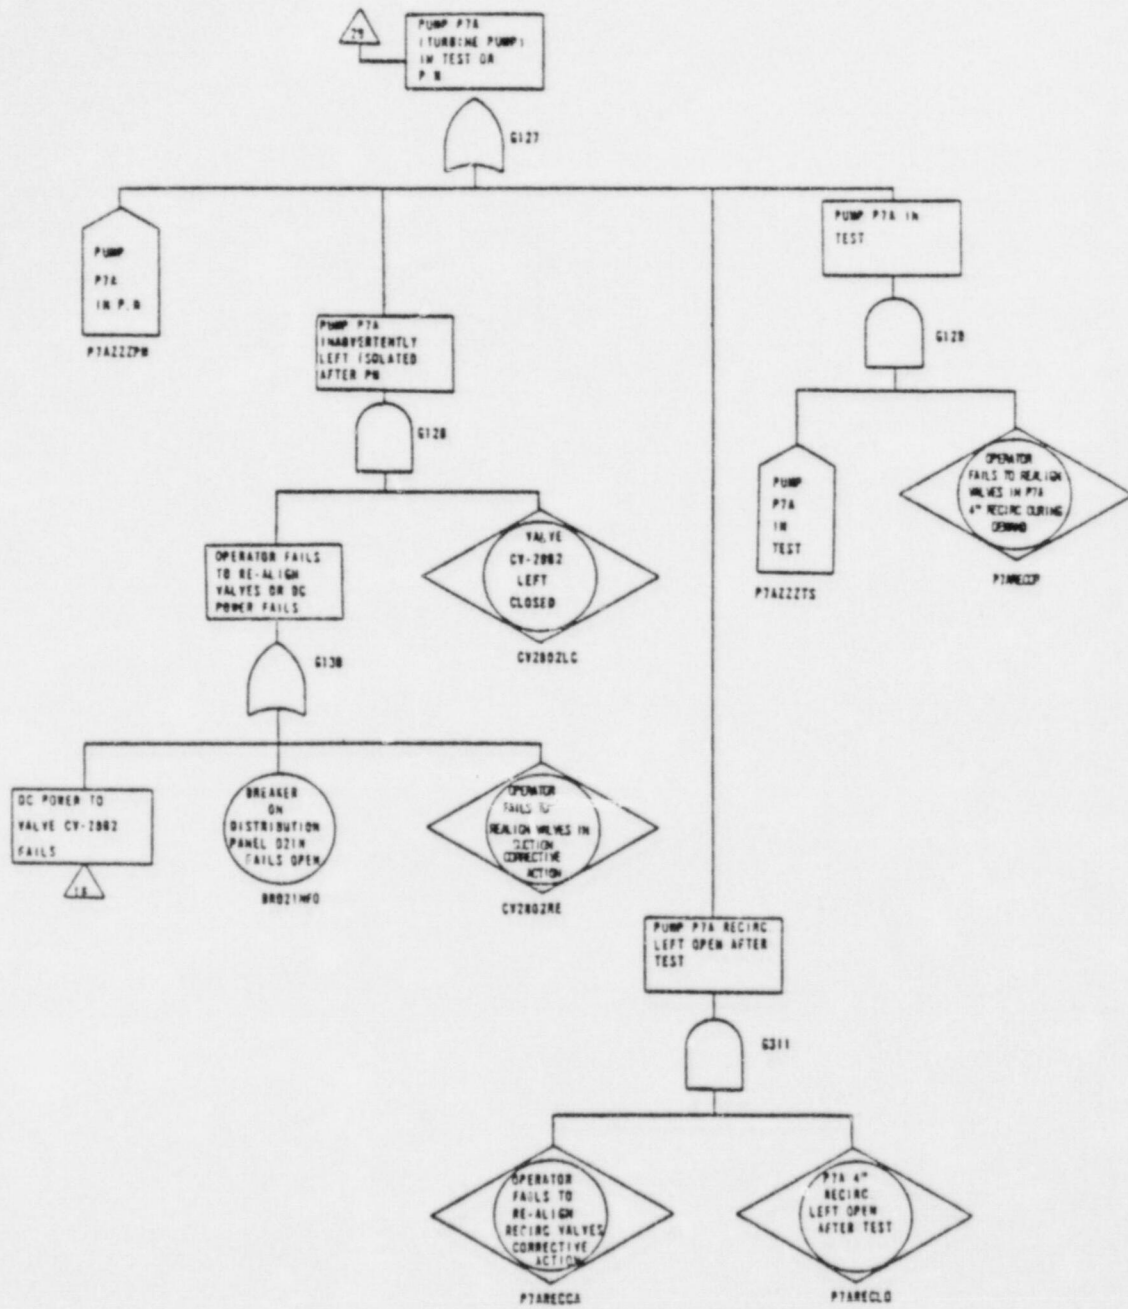 29
PUMP P7A
(TURBINE PUMP)
IN TEST OR
P M
G127
PUMP
P7A
IN P.M
P7AZZZPM
PUMP P7A IN
TEST
PUMP P7A
INADVERTENTLY
LEFT ISOLATED
AFTER PM
G128
OPERATOR FAILS
TO RE-ALIGN
VALVES OR DC
POWER FAILS
VALVE
CV-2802
LEFT
CLOSED
CV2802LC
PUMP
P7A
IN
TEST
P7AZZZTS
OPERATOR
FAILS TO REALIGN
VALVES IN P7A
4" RECIRC DURING
DEMAND
DC POWER TO
VALVE CV-2802
FAILS
BREAKER
ON
DISTRIBUTION
PANEL D21N
FAILS OPEN
OPERATOR
FAILS TO
REALIGN VALVES IN
SUCTION
CORRECTIVE
ACTION
CV2802RE
PUMP P7A RECIRC.
LEFT OPEN AFTER
TEST
G311
OPERATOR
FAILS TO
RE-ALIGN
RECIRC VALVES
CORRECTIVE
ACTION
P7ARECCA
P7A 4"
RECIRC.
LEFT OPEN
AFTER TEST
P7ARECLO